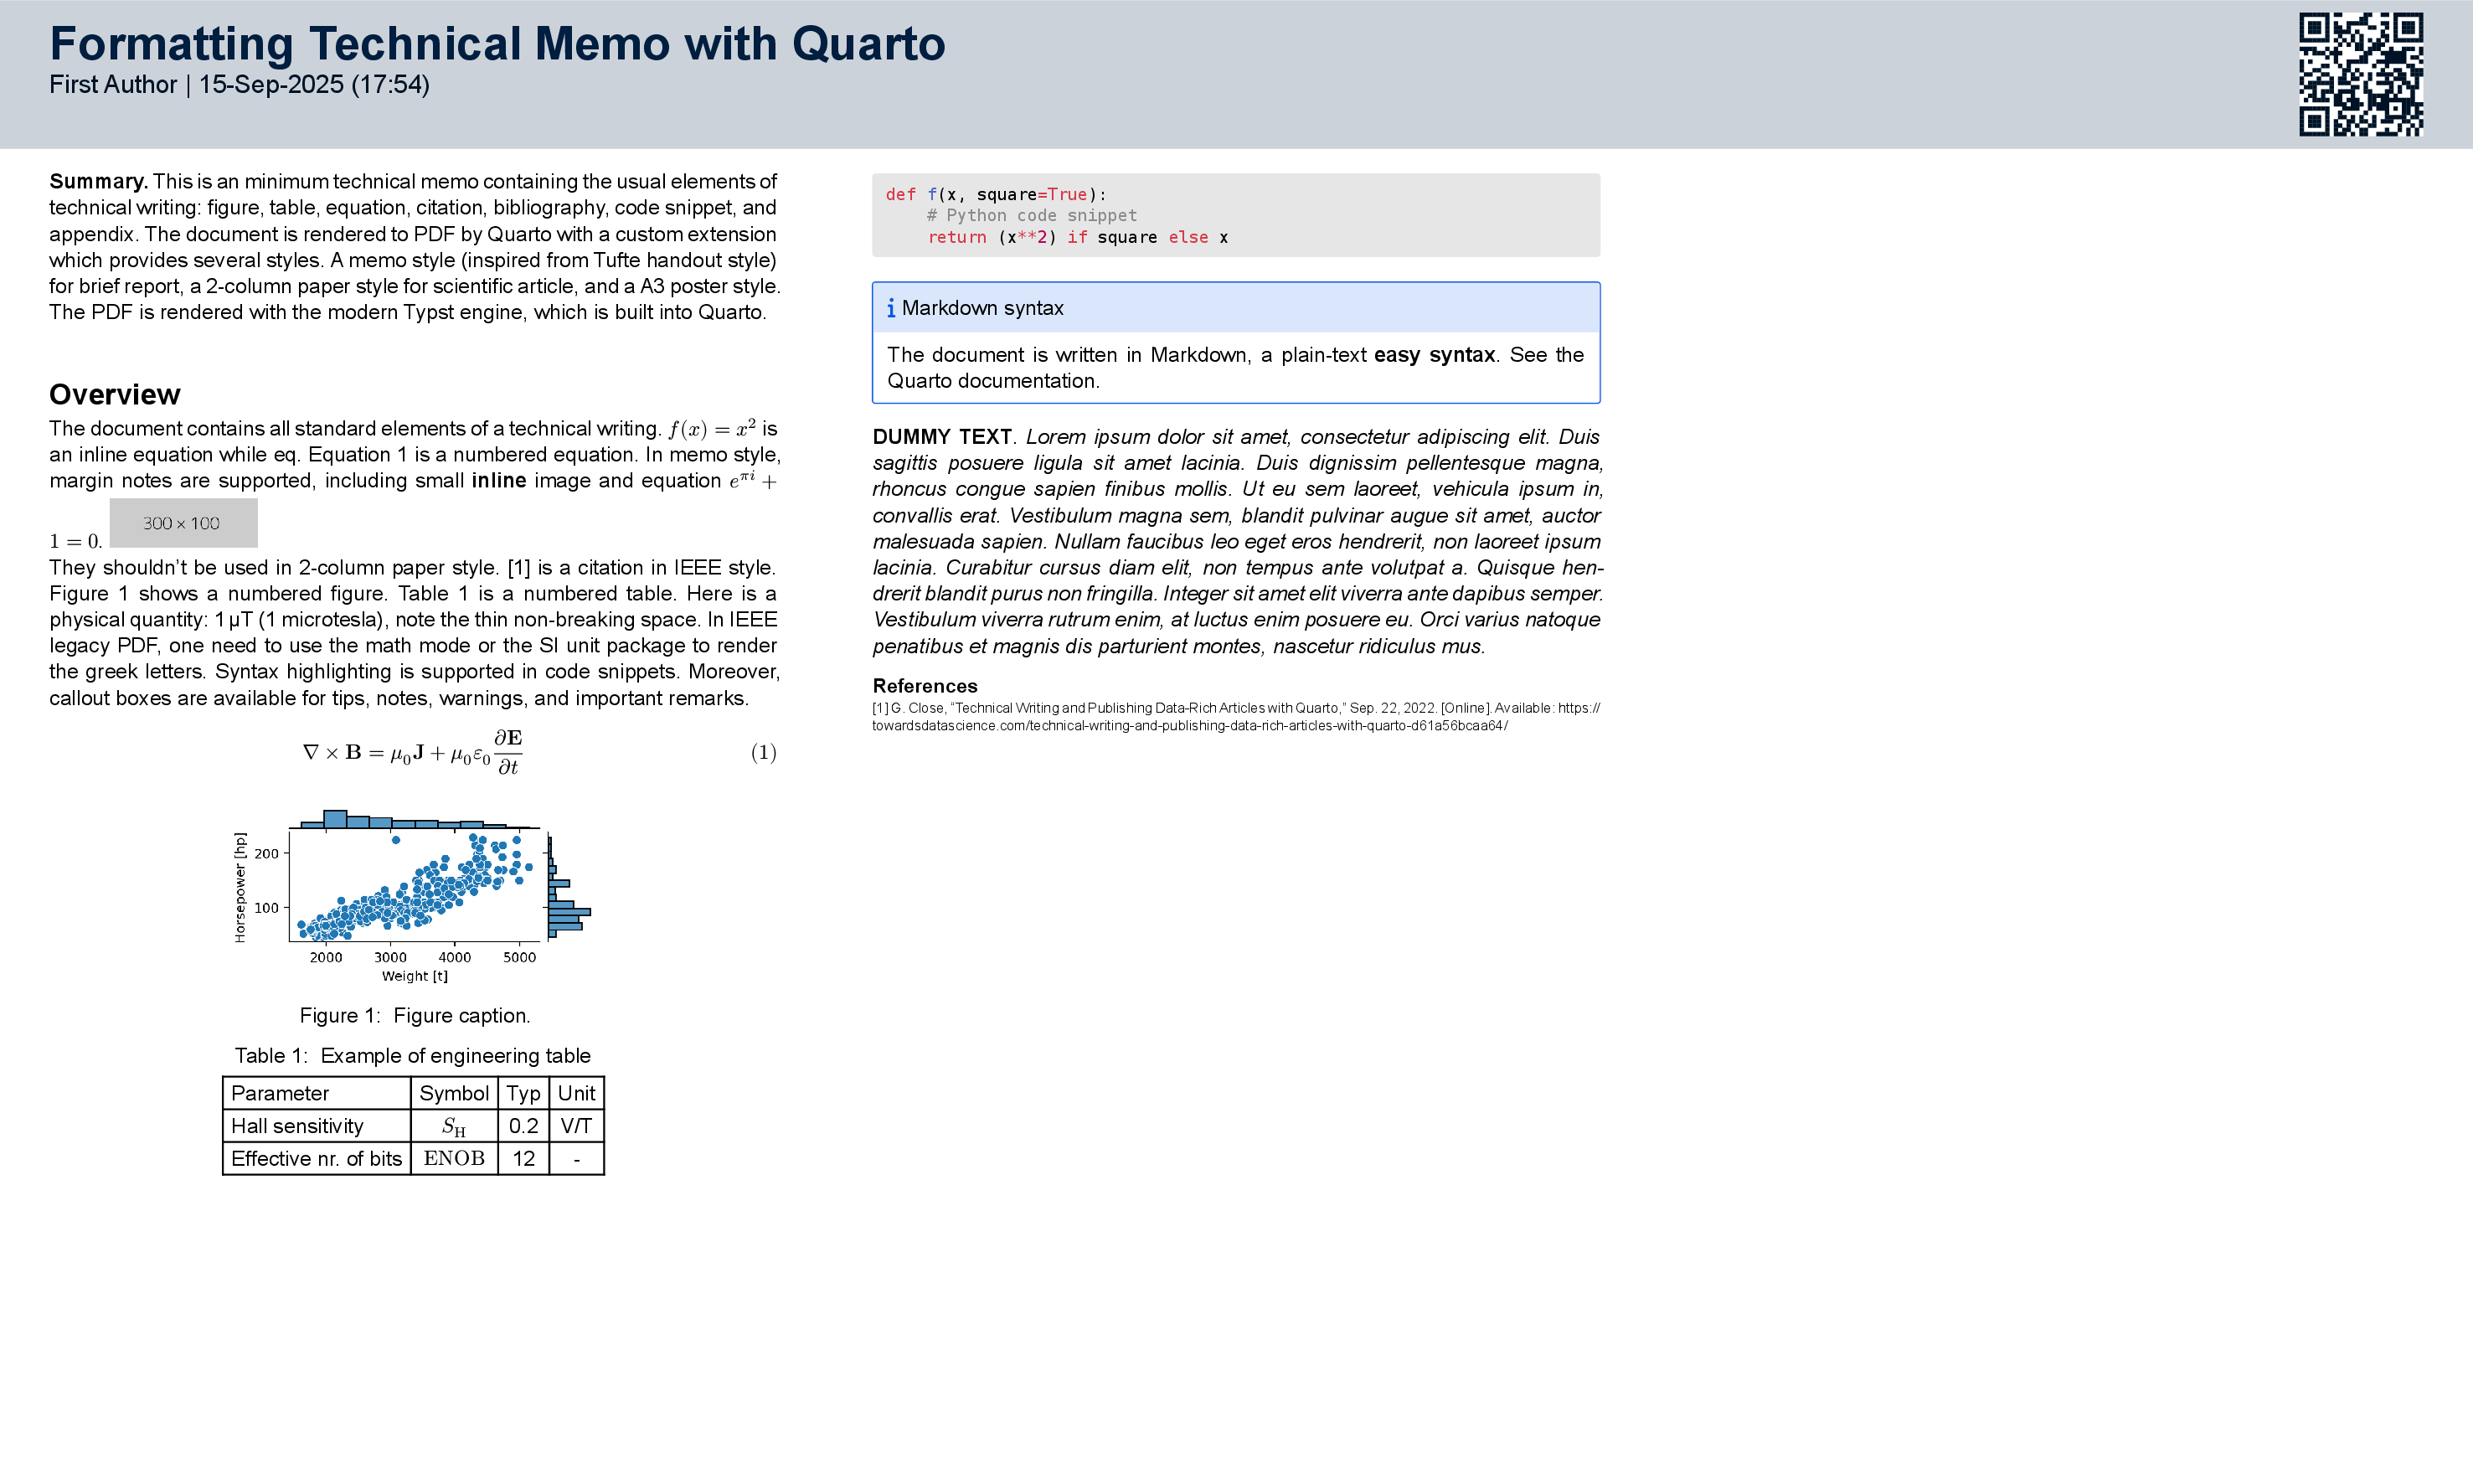 Formatting Technical Memo with Quarto
First Author | 15-Sep-2025 (17:54)
Summary. This is an minimum technical memo containing the usual elements of
technical writing: figure, table, equation, citation, bibliography, code snippet, and
appendix. The document is rendered to PDF by Quarto with a custom extension
which provides several styles. A memo style (inspired from Tufte handout style)
for brief report, a 2-column paper style for scientific article, and a A3 poster style.
The PDF is rendered with the modern Typst engine, which is built into Quarto.
Overview
The document contains all standard elements of a technical writing. f(x) = x² is
an inline equation while eq. Equation 1 is a numbered equation. In memo style,
margin notes are supported, including small inline image and equation e^{πi} +
1 = 0. 300 × 100
They shouldn't be used in 2-column paper style. [1] is a citation in IEEE style.
Figure 1 shows a numbered figure. Table 1 is a numbered table. Here is a
physical quantity: 1 µT (1 microtesla), note the thin non-breaking space. In IEEE
legacy PDF, one need to use the math mode or the SI unit package to render
the greek letters. Syntax highlighting is supported in code snippets. Moreover,
callout boxes are available for tips, notes, warnings, and important remarks.
∇ × B = μ₀J + μ₀ε₀ ∂E/∂t (1)
Horsepower [hp]
200
100
2000 3000 4000 5000
Weight [t]
Figure 1: Figure caption.
Table 1: Example of engineering table
Parameter Symbol Typ Unit
Hall sensitivity S_H 0.2 V/T
Effective nr. of bits ENOB 12 -
def f(x, square=True):
    # Python code snippet
    return (x**2) if square else x
i Markdown syntax
The document is written in Markdown, a plain-text easy syntax. See the
Quarto documentation.
DUMMY TEXT. Lorem ipsum dolor sit amet, consectetur adipiscing elit. Duis
sagittis posuere ligula sit amet lacinia. Duis dignissim pellentesque magna,
rhoncus congue sapien finibus mollis. Ut eu sem laoreet, vehicula ipsum in,
convallis erat. Vestibulum magna sem, blandit pulvinar augue sit amet, auctor
malesuada sapien. Nullam faucibus leo eget eros hendrerit, non laoreet ipsum
lacinia. Curabitur cursus diam elit, non tempus ante volutpat a. Quisque hen-
drerit blandit purus non fringilla. Integer sit amet elit viverra ante dapibus semper.
Vestibulum viverra rutrum enim, at luctus enim posuere eu. Orci varius natoque
penatibus et magnis dis parturient montes, nascetur ridiculus mus.
References
[1] G. Close, “Technical Writing and Publishing Data-Rich Articles with Quarto,” Sep. 22, 2022. [Online]. Available: https://
towardsdatascience.com/technical-writing-and-publishing-data-rich-articles-with-quarto-d61a56bcaa64/